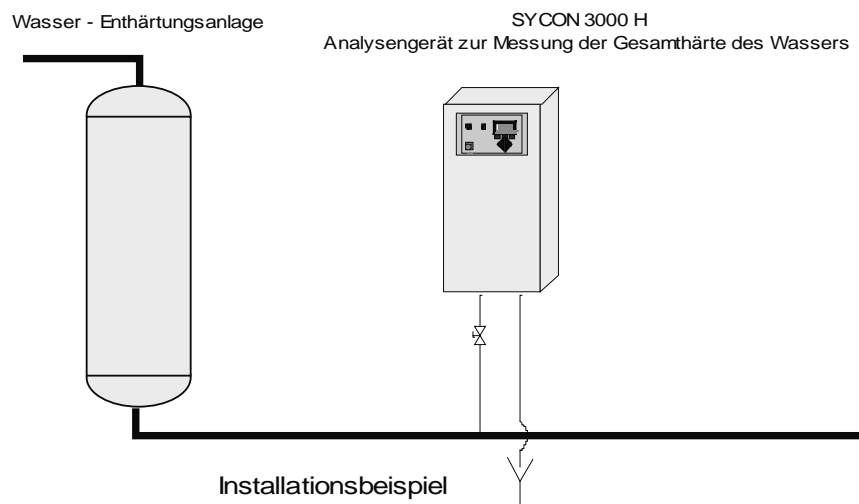 Wasser - Enthärtungsanlage
SYCON 3000 H
Analysengerät zur Messung der Gesamthärte des Wassers
Installationsbeispiel